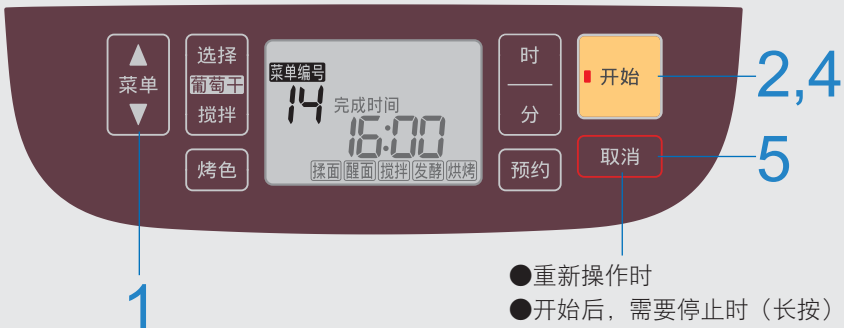 ▲
菜单
▼
选择
葡萄干
搅拌
烤色
菜单编号
14
完成时间
16:00
揉面 醒面 搅拌 发酵 烘烤
时
分
预约
开始
取消
2,4
5
1
●重新操作时
●开始后，需要停止时（长按）